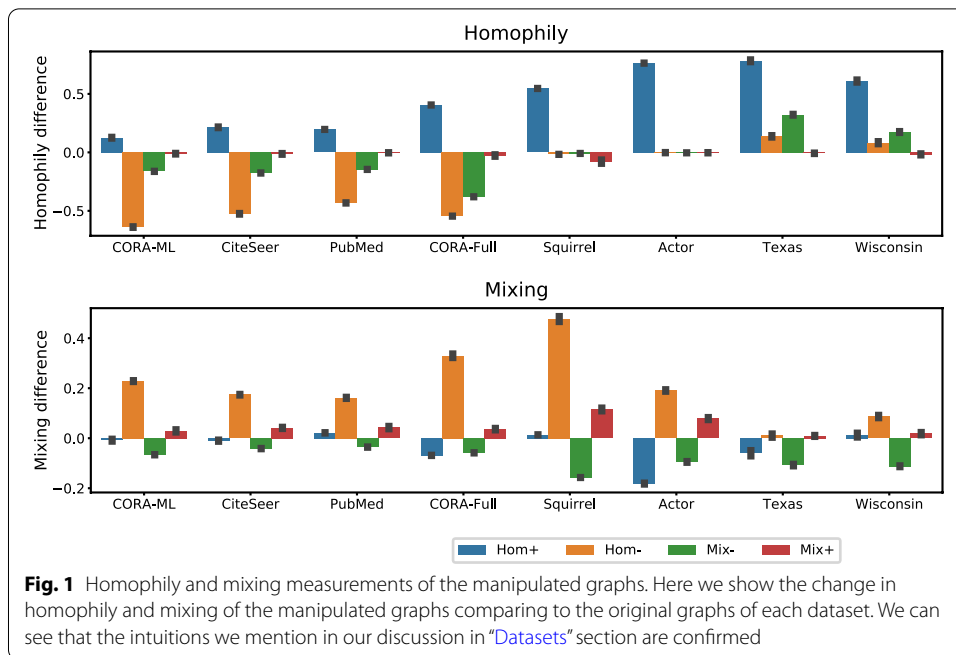 Homophily
Homophily difference
0.5
0.0
−0.5
CORA-ML CiteSeer PubMed CORA-Full Squirrel Actor Texas Wisconsin
Mixing
Mixing difference
0.4
0.2
0.0
−0.2
CORA-ML CiteSeer PubMed CORA-Full Squirrel Actor Texas Wisconsin
Hom+ Hom- Mix- Mix+
Fig. 1 Homophily and mixing measurements of the manipulated graphs. Here we show the change in
homophily and mixing of the manipulated graphs comparing to the original graphs of each dataset. We can
see that the intuitions we mention in our discussion in “Datasets” section are confirmed